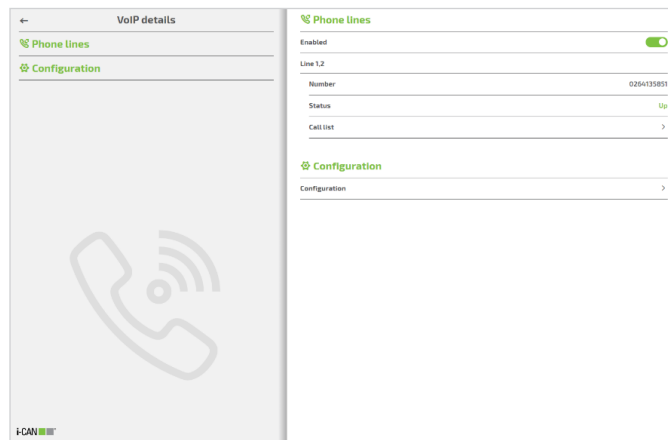 VoIP details
Phone lines
Configuration
i-CAN
Phone lines
Enabled
Line 1,2
Number 0264135851
Status Up
Call list
Configuration
Configuration